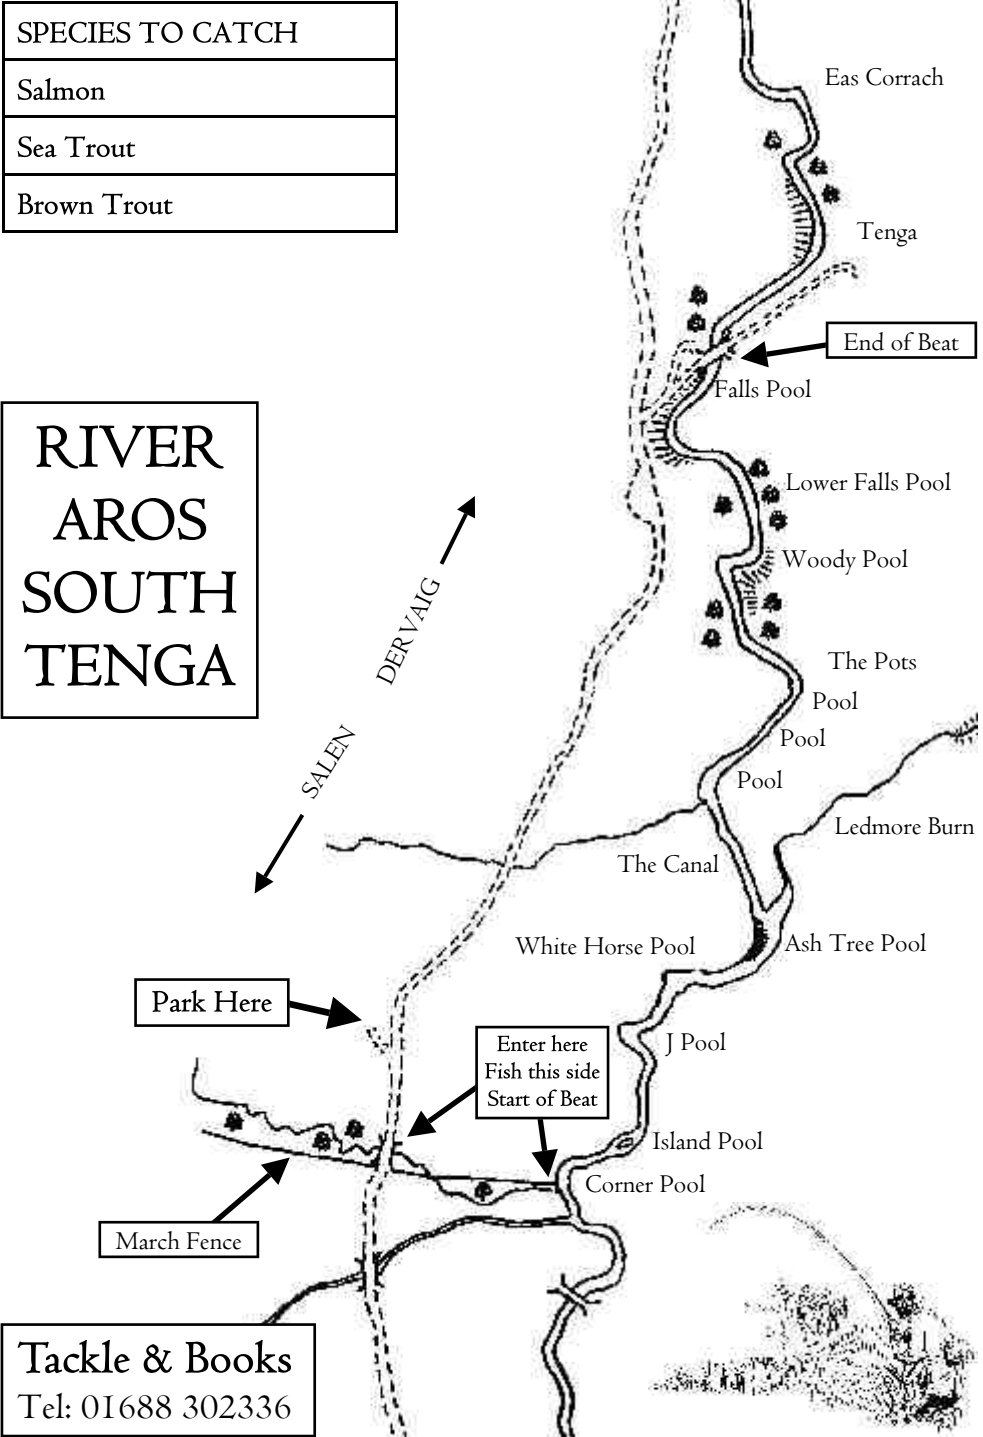 SPECIES TO CATCH
Salmon
Sea Trout
Brown Trout
Eas Corrach
Tenga
End of Beat
Falls Pool
RIVER
AROS
SOUTH
TENGA
Lower Falls Pool
Woody Pool
DERVAIG
The Pots
Pool
Pool
SALEN
Pool
Ledmore Burn
The Canal
White Horse Pool
Ash Tree Pool
Park Here
Enter here
Fish this side
Start of Beat
J Pool
Island Pool
Corner Pool
March Fence
Tackle & Books
Tel: 01688 302336